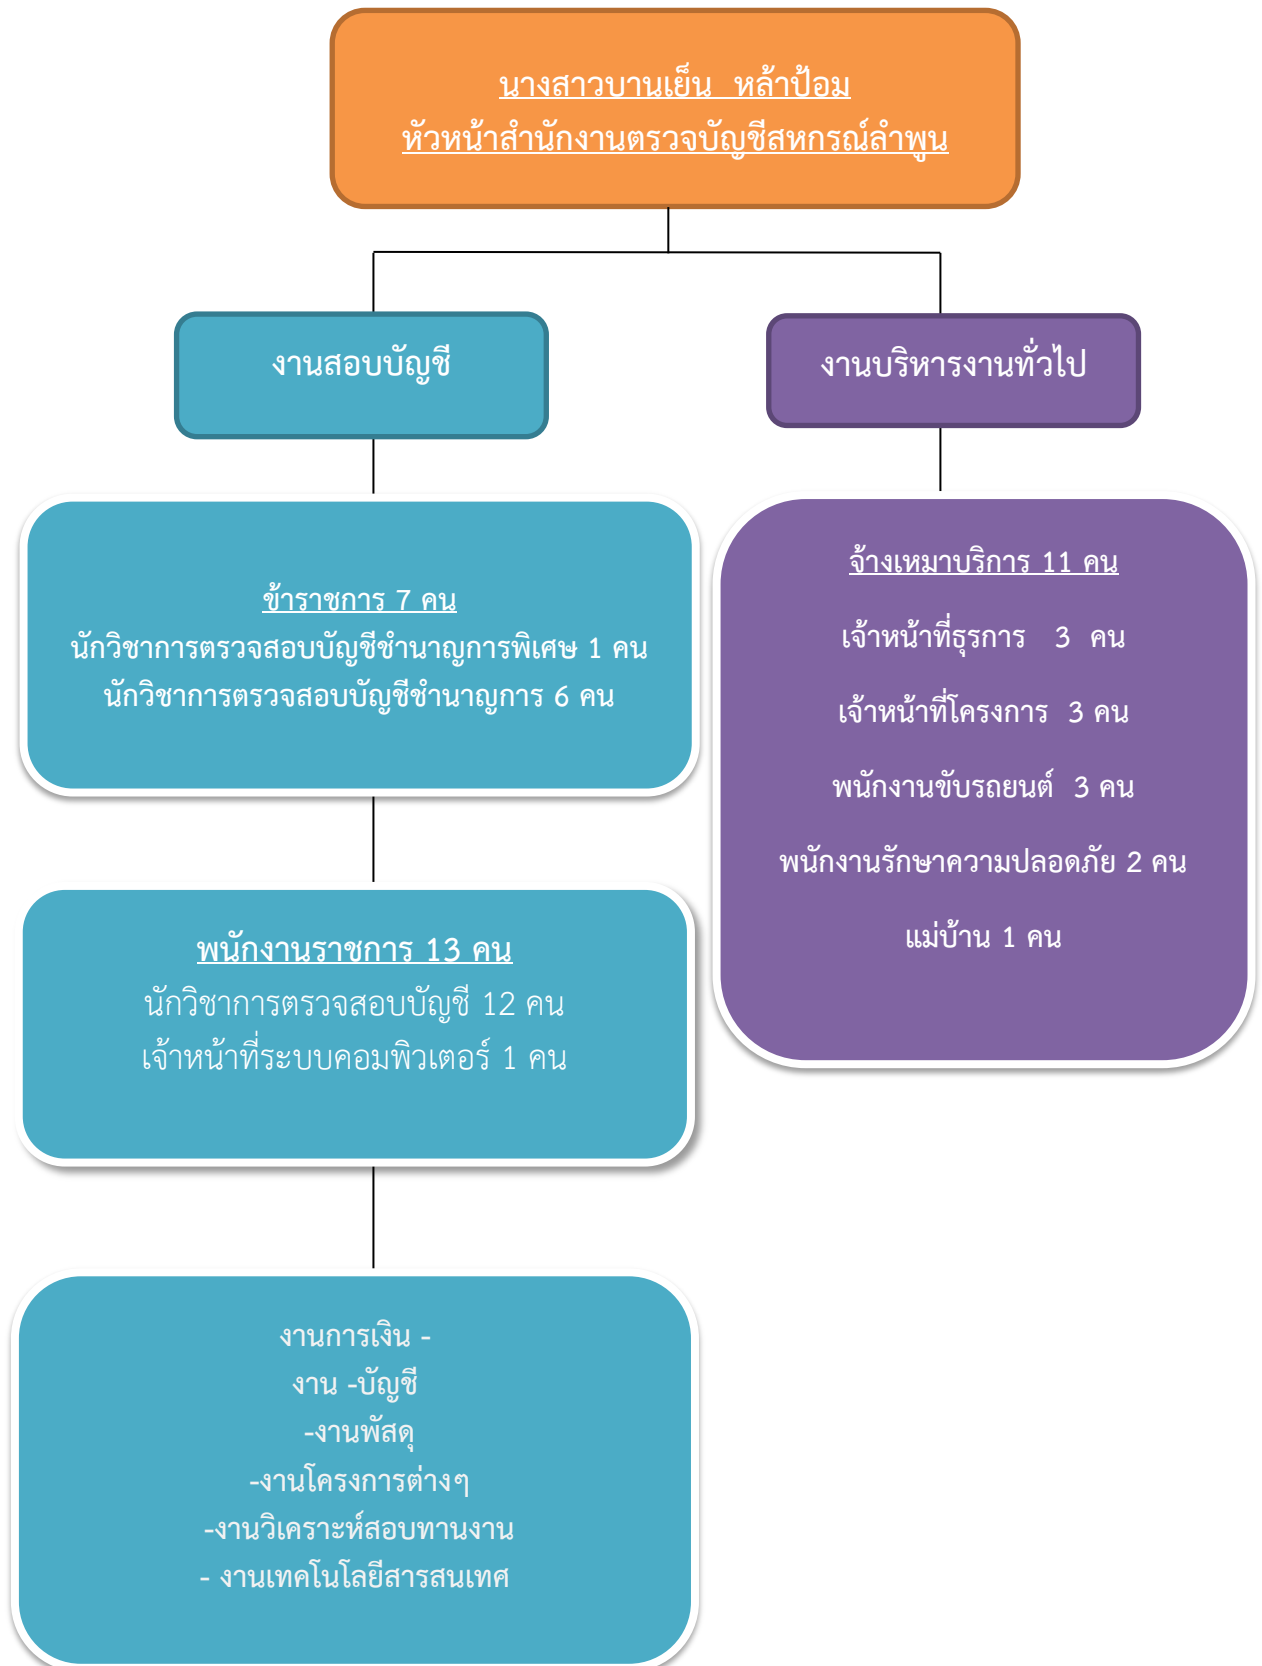 นางสาวบานเย็น หล้าป้อม
หัวหน้าสำนักงานตรวจบัญชีสหกรณ์ลำพูน
งานสอบบัญชี
งานบริหารงานทั่วไป
ข้าราชการ 7 คน
นักวิชาการตรวจสอบบัญชีชำนาญการพิเศษ 1 คน
นักวิชาการตรวจสอบบัญชีชำนาญการ 6 คน
พนักงานราชการ 13 คน
นักวิชาการตรวจสอบบัญชี 12 คน
เจ้าหน้าที่ระบบคอมพิวเตอร์ 1 คน
งานการเงิน -
งาน -บัญชี
-งานพัสดุ
-งานโครงการต่างๆ
-งานวิเคราะห์สอบทานงาน
- งานเทคโนโลยีสารสนเทศ
จ้างเหมาบริการ 11 คน
เจ้าหน้าที่ธุรการ 3 คน
เจ้าหน้าที่โครงการ 3 คน
พนักงานขับรถยนต์ 3 คน
พนักงานรักษาความปลอดภัย 2 คน
แม่บ้าน 1 คน